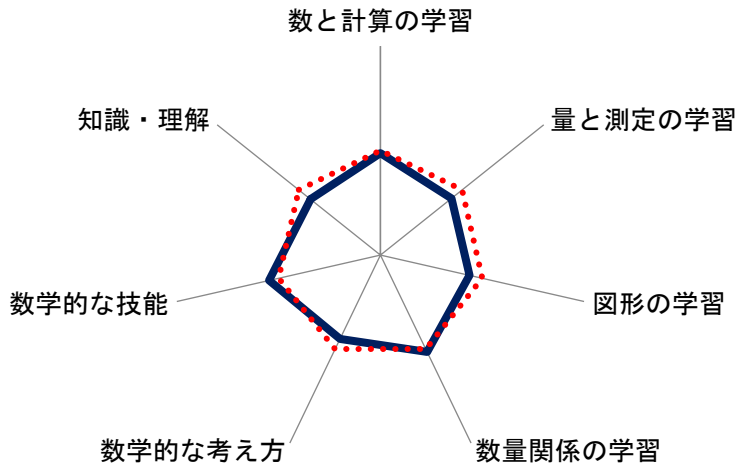 数と計算の学習
量と測定の学習
図形の学習
数量関係の学習
数学的な考え方
数学的な技能
知識・理解